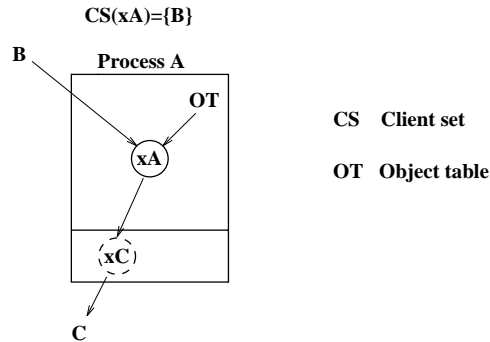 CS(xA)={B}
B
Process A
OT
xA
xC
C
CS Client set
OT Object table